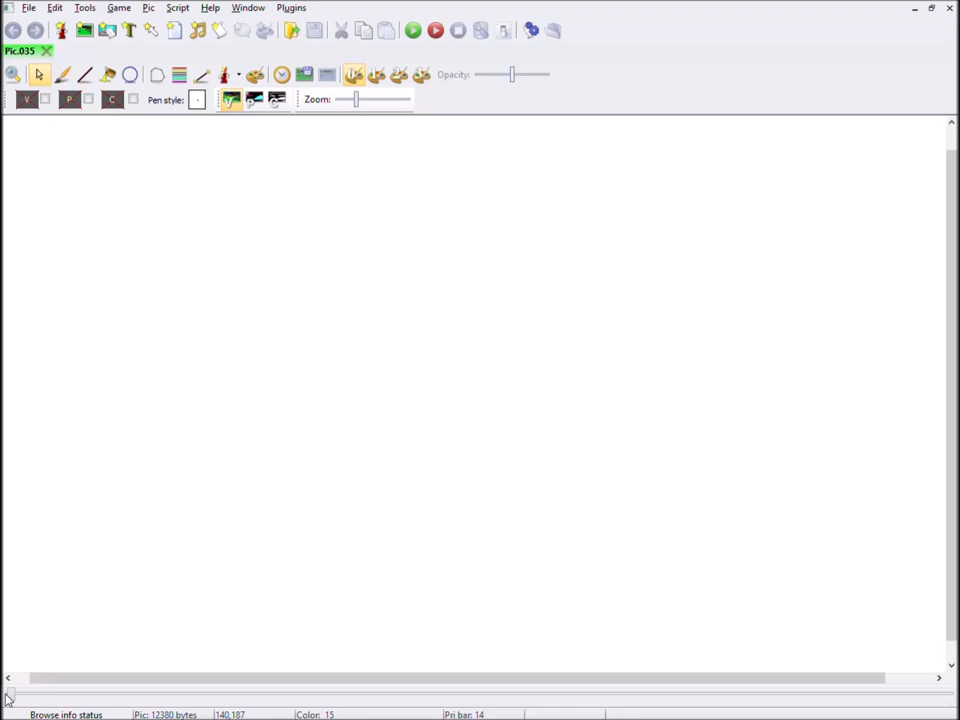 File Edit Tools Game Pic Script Help Window Plugins
Pic.035
Opacity:
V P C Pen style: V P C Zoom:
Browse info status Pic: 12380 bytes 140,187 Color: 15 Pri bar: 14